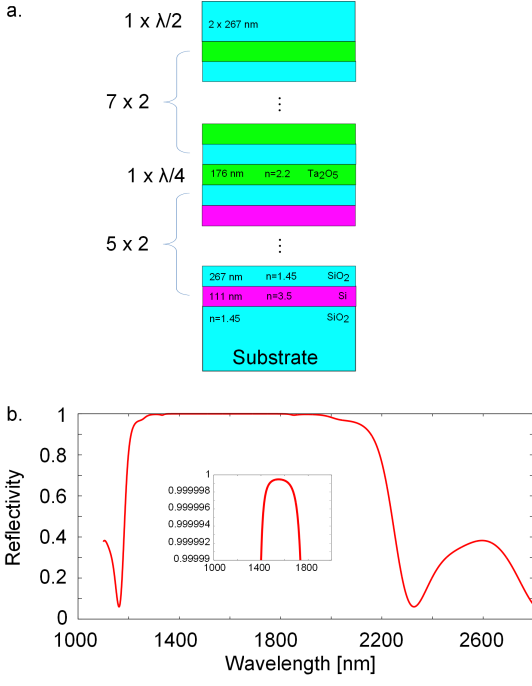 a.
1 x λ/2
2 x 267 nm
7 x 2
⋮
1 x λ/4
176 nm n=2.2 Ta₂O₅
5 x 2
⋮
267 nm n=1.45 SiO₂
111 nm n=3.5 Si
n=1.45 SiO₂
Substrate
b.
Reflectivity
1
0.8
0.6
0.4
0.2
0
1
0.999998
0.999996
0.999994
0.999992
0.99999
1000 1400 1800
1000 1400 1800 2200 2600
Wavelength [nm]